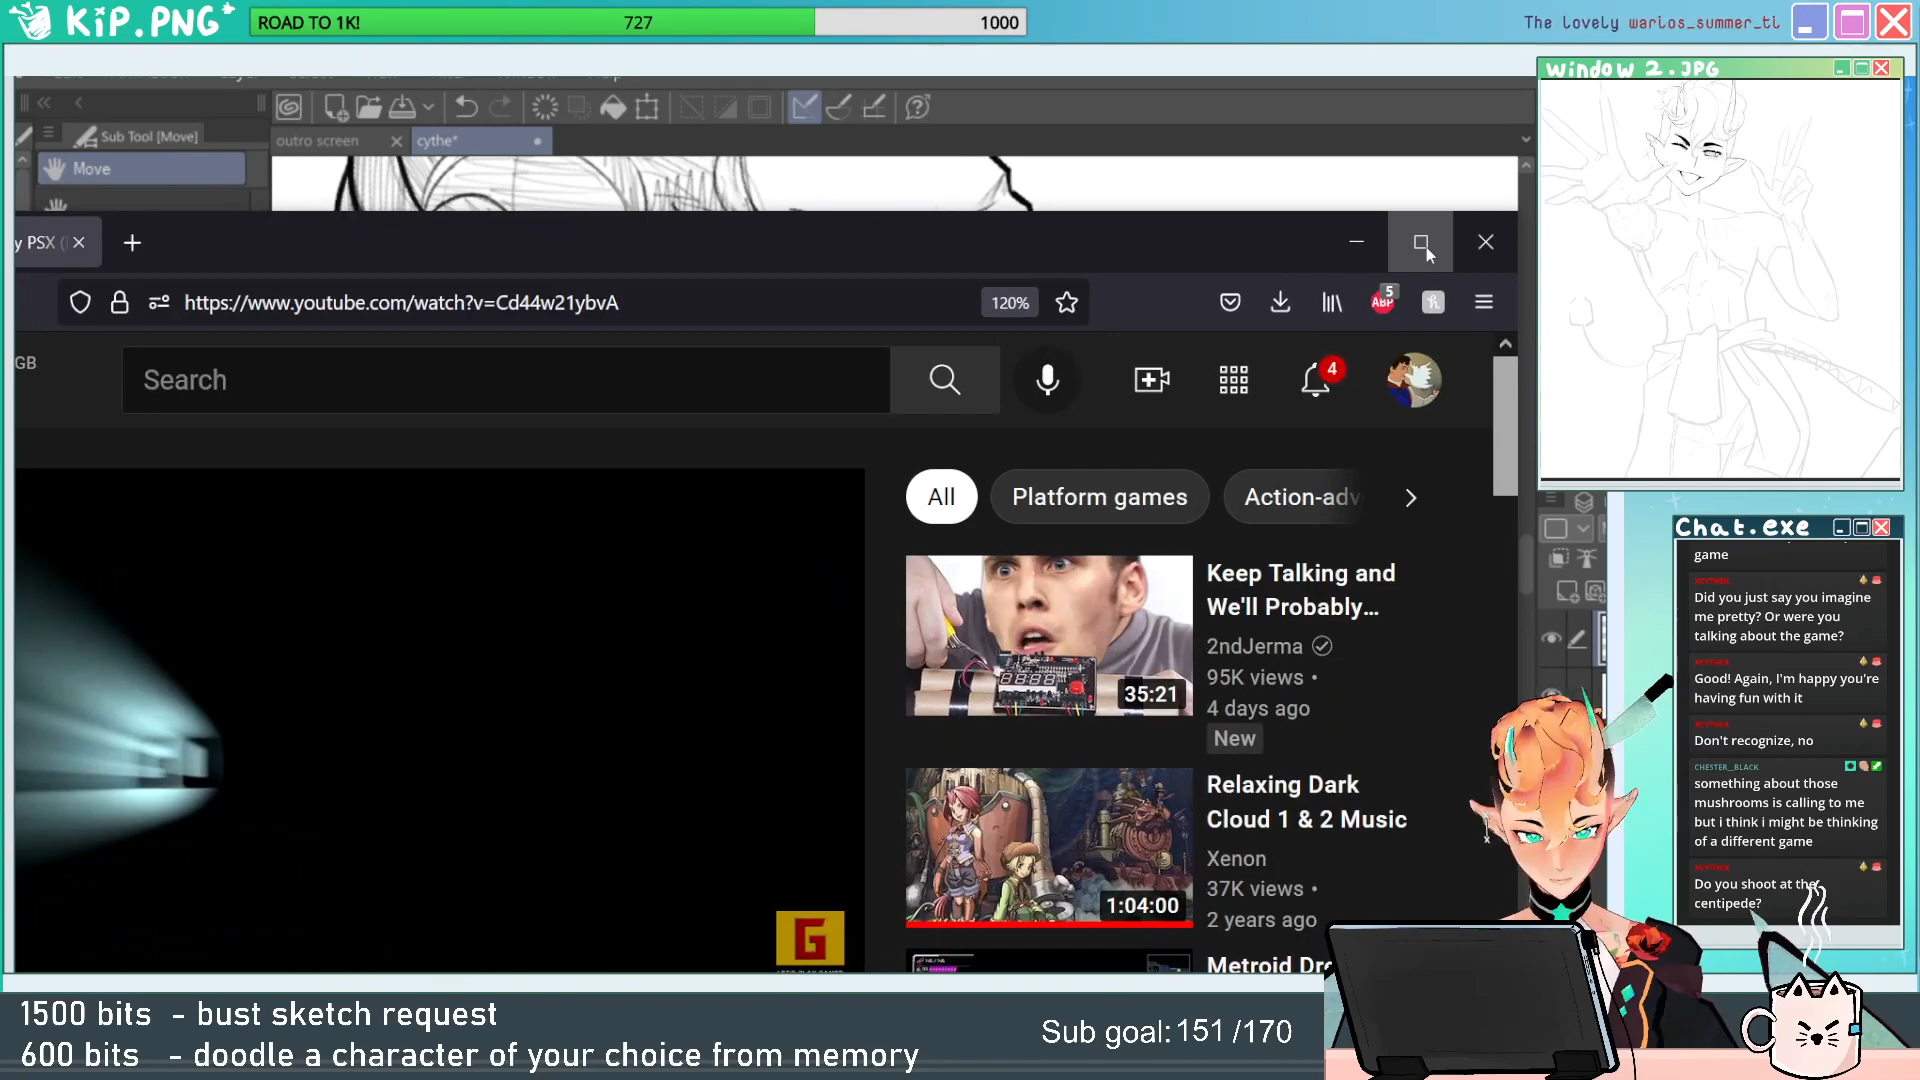 KiP.PNG
ROAD TO 1K!
727
1000
The Lovely warios_summer_ti
Window 2.JPG
Sub Tool [Move]
outro screen
cythe*
Move
y PSX (
https://www.youtube.com/watch?v=Cd44w21ybvA
120%
ABP
5
h
GB
Search
4
All
Platform games
Action-adv
Keep Talking and
We'll Probably...
2ndJerma
95K views •
4 days ago
New
35:21
Relaxing Dark
Cloud 1 & 2 Music
Xenon
37K views •
2 years ago
1:04:00
Metroid Dr
G
Chat.exe
game
Did you just say you imagine
me pretty? Or were you
talking about the game?
Good! Again, I'm happy you're
having fun with it
Don't recognize, no
CHESTER_BLACK
something about those
mushrooms is calling to me
but i think i might be thinking
of a different game
Do you shoot at the
centipede?
1500 bits - bust sketch request
600 bits - doodle a character of your choice from memory
Sub goal: 151 /170